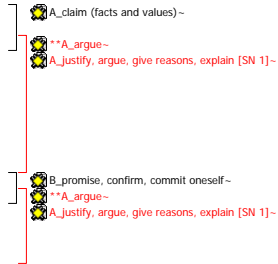 A_claim (facts and values)~
**A_argue~
A_justify, argue, give reasons, explain [SN 1]~
B_promise, confirm, commit oneself~
**A_argue~
A_justify, argue, give reasons, explain [SN 1]~